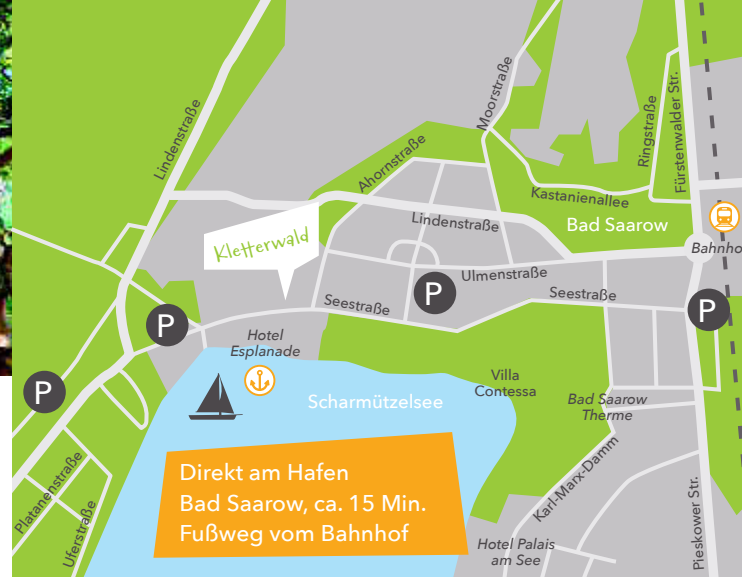 Lindenstraße
Moorstraße
Ringstraße
Fürstenwalder Str.
Ahornstraße
Kastanienallee
Lindenstraße
Bad Saarow
Kletterwald
Bahnho
Ulmenstraße
Seestraße
Seestraße
P
P
P
P
Hotel
Esplanade
Villa
Contessa
Scharmützelsee
Bad Saarow
Therme
Direkt am Hafen
Bad Saarow, ca. 15 Min.
Fußweg vom Bahnhof
Karl-Marx-Damm
Platanenstraße
Uferstraße
Pieskower Str.
Hotel Palais
am See